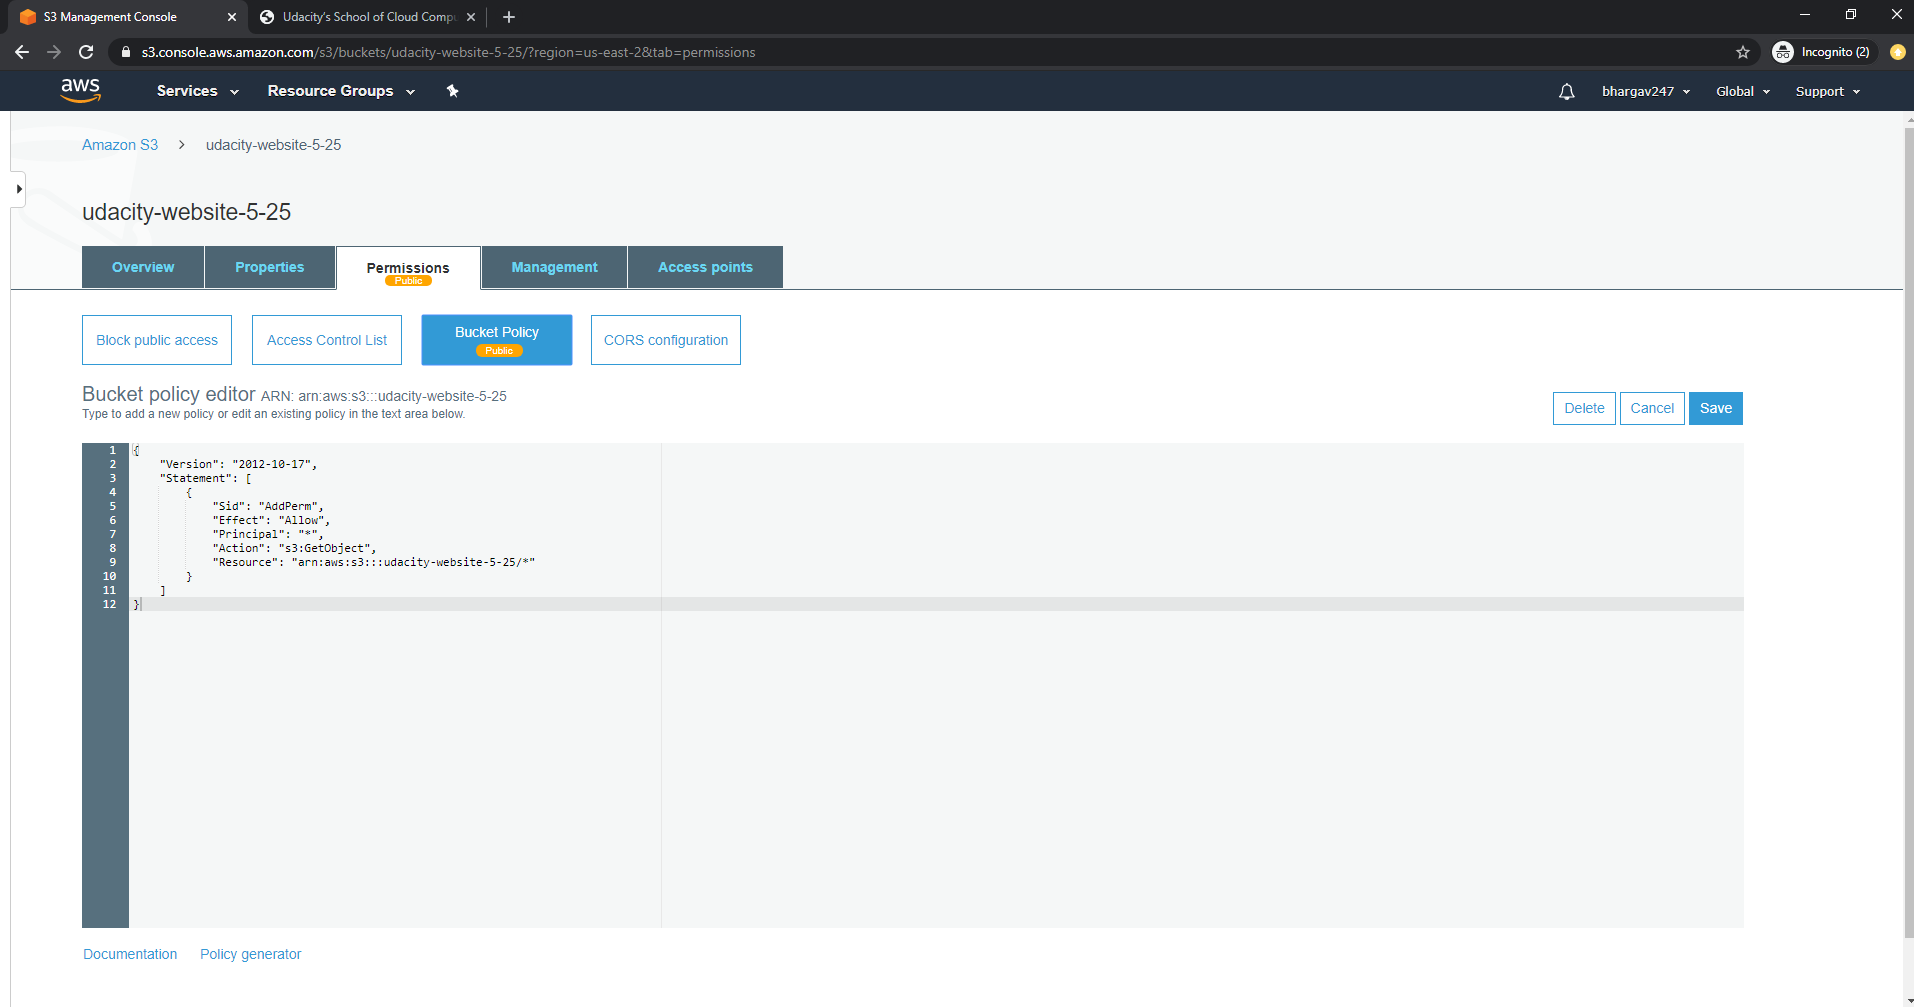 S3 Management Console
Udacity's School of Cloud Comp
s3.console.aws.amazon.com/s3/buckets/udacity-website-5-25/?region=us-east-2&tab=permissions
Incognito (2)
aws
Services
Resource Groups
bhargav247
Global
Support
Amazon S3 > udacity-website-5-25
udacity-website-5-25
Overview
Properties
Permissions
Public
Management
Access points
Block public access
Access Control List
Bucket Policy
Public
CORS configuration
Bucket policy editor ARN: arn:aws:s3:::udacity-website-5-25
Type to add a new policy or edit an existing policy in the text area below.
Delete
Cancel
Save
1 {
2 "Version": "2012-10-17",
3 "Statement": [
4 {
5 "Sid": "AddPerm",
6 "Effect": "Allow",
7 "Principal": "*",
8 "Action": "s3:GetObject",
9 "Resource": "arn:aws:s3:::udacity-website-5-25/*"
10 }
11 ]
12 }
Documentation
Policy generator